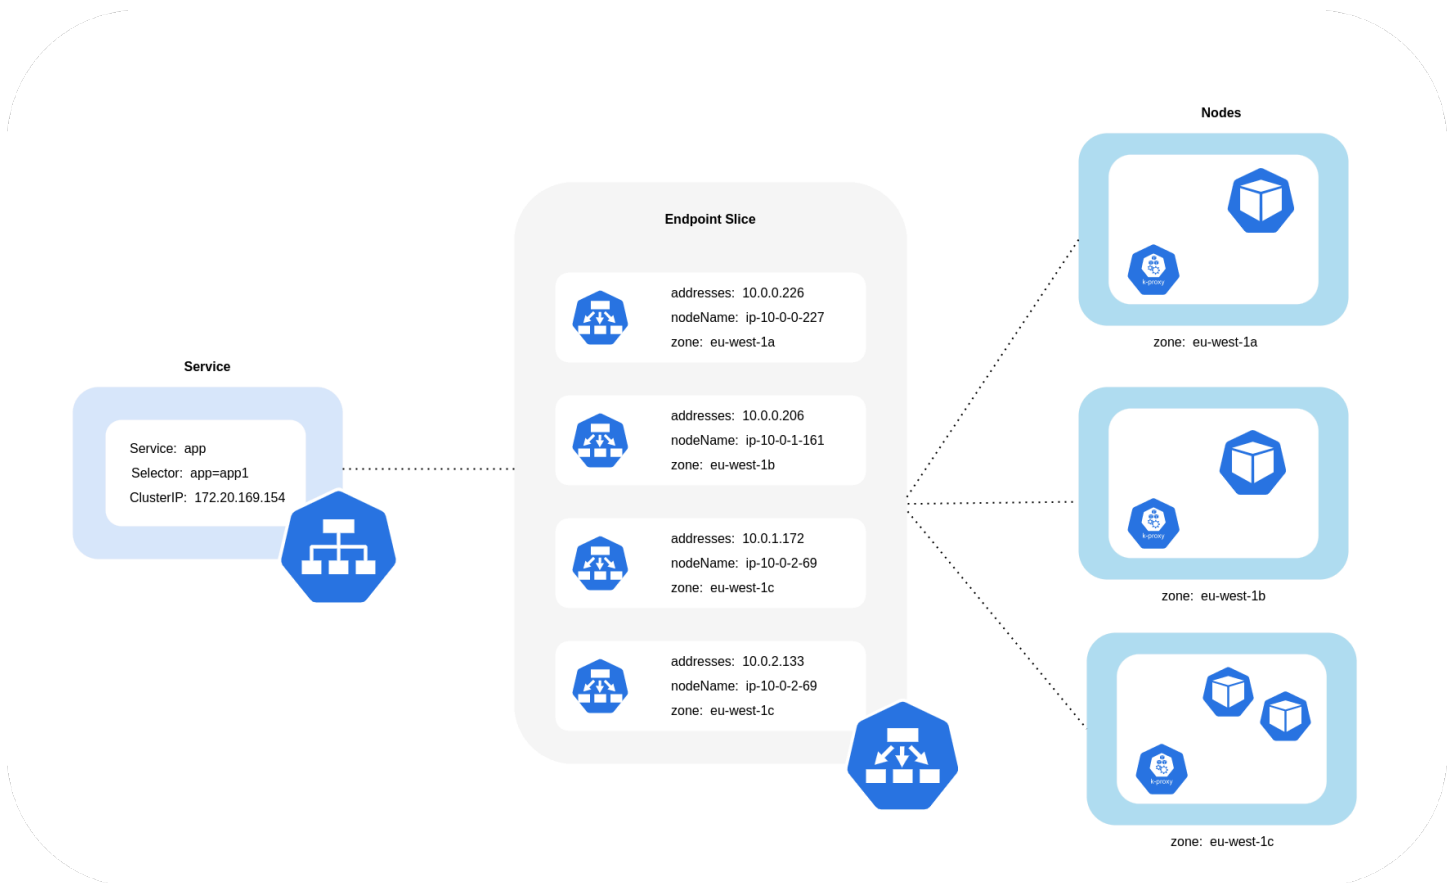 Service
Service: app
Selector: app=app1
ClusterIP: 172.20.169.154
Endpoint Slice
addresses: 10.0.0.226
nodeName: ip-10-0-0-227
zone: eu-west-1a
addresses: 10.0.0.206
nodeName: ip-10-0-1-161
zone: eu-west-1b
addresses: 10.0.1.172
nodeName: ip-10-0-2-69
zone: eu-west-1c
addresses: 10.0.2.133
nodeName: ip-10-0-2-69
zone: eu-west-1c
Nodes
k-proxy
zone: eu-west-1a
k-proxy
zone: eu-west-1b
k-proxy
zone: eu-west-1c